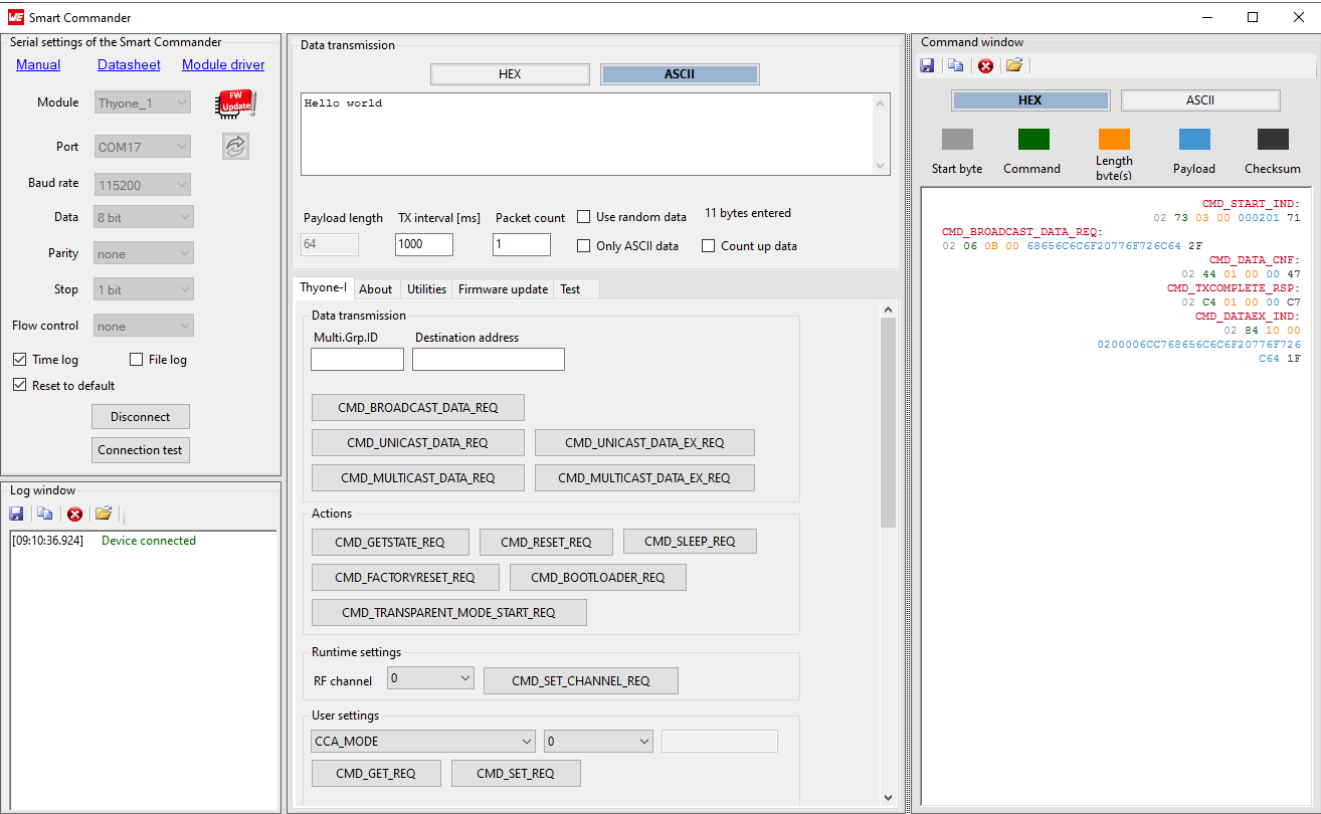 WE Smart Commander
Serial settings of the Smart Commander
Manual Datasheet Module driver
Module Thyone_1 FW Update
Port COM17
Baud rate 115200
Data 8 bit
Parity none
Stop 1 bit
Flow control none
Time log File log
Reset to default
Disconnect
Connection test
Log window
[09:10:36.924] Device connected
Data transmission
HEX ASCII
Hello world
Payload length TX interval [ms] Packet count Use random data 11 bytes entered
64 1000 1 Only ASCII data Count up data
Thyone-I About Utilities Firmware update Test
Data transmission
Multi.Grp.ID Destination address
CMD_BROADCAST_DATA_REQ
CMD_UNICAST_DATA_REQ CMD_UNICAST_DATA_EX_REQ
CMD_MULTICAST_DATA_REQ CMD_MULTICAST_DATA_EX_REQ
Actions
CMD_GETSTATE_REQ CMD_RESET_REQ CMD_SLEEP_REQ
CMD_FACTORYRESET_REQ CMD_BOOTLOADER_REQ
CMD_TRANSPARENT_MODE_START_REQ
Runtime settings
RF channel 0 CMD_SET_CHANNEL_REQ
User settings
CCA_MODE 0
CMD_GET_REQ CMD_SET_REQ
Command window
HEX ASCII
Start byte Command Length byte(s) Payload Checksum
CMD_START_IND:
02 73 03 00 000201 71
CMD_BROADCAST_DATA_REQ:
02 06 0B 00 68656C6C6F20776F726C64 2F
CMD_DATA_CNF:
02 44 01 00 00 47
CMD_TXCOMPLETE_RSP:
02 C4 01 00 00 C7
CMD_DATAEX_IND:
02 84 10 00
0200006CC768656C6C6F20776F726
C64 1F